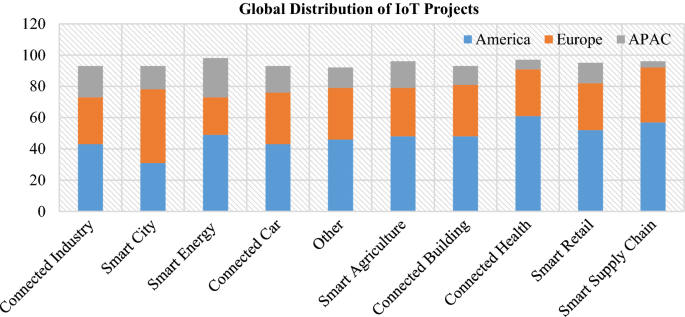 Global Distribution of IoT Projects
120
America Europe APAC
100
80
60
40
20
0
Connected Industry
Smart City
Smart Energy
Connected Car
Other
Smart Agriculture
Connected Building
Connected Health
Smart Retail
Smart Supply Chain